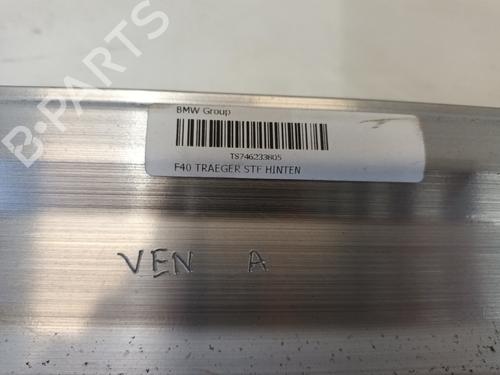 BMW Group
TS746233805
F40 TRAEGER STF HINTEN
VEN A
B-PARTS